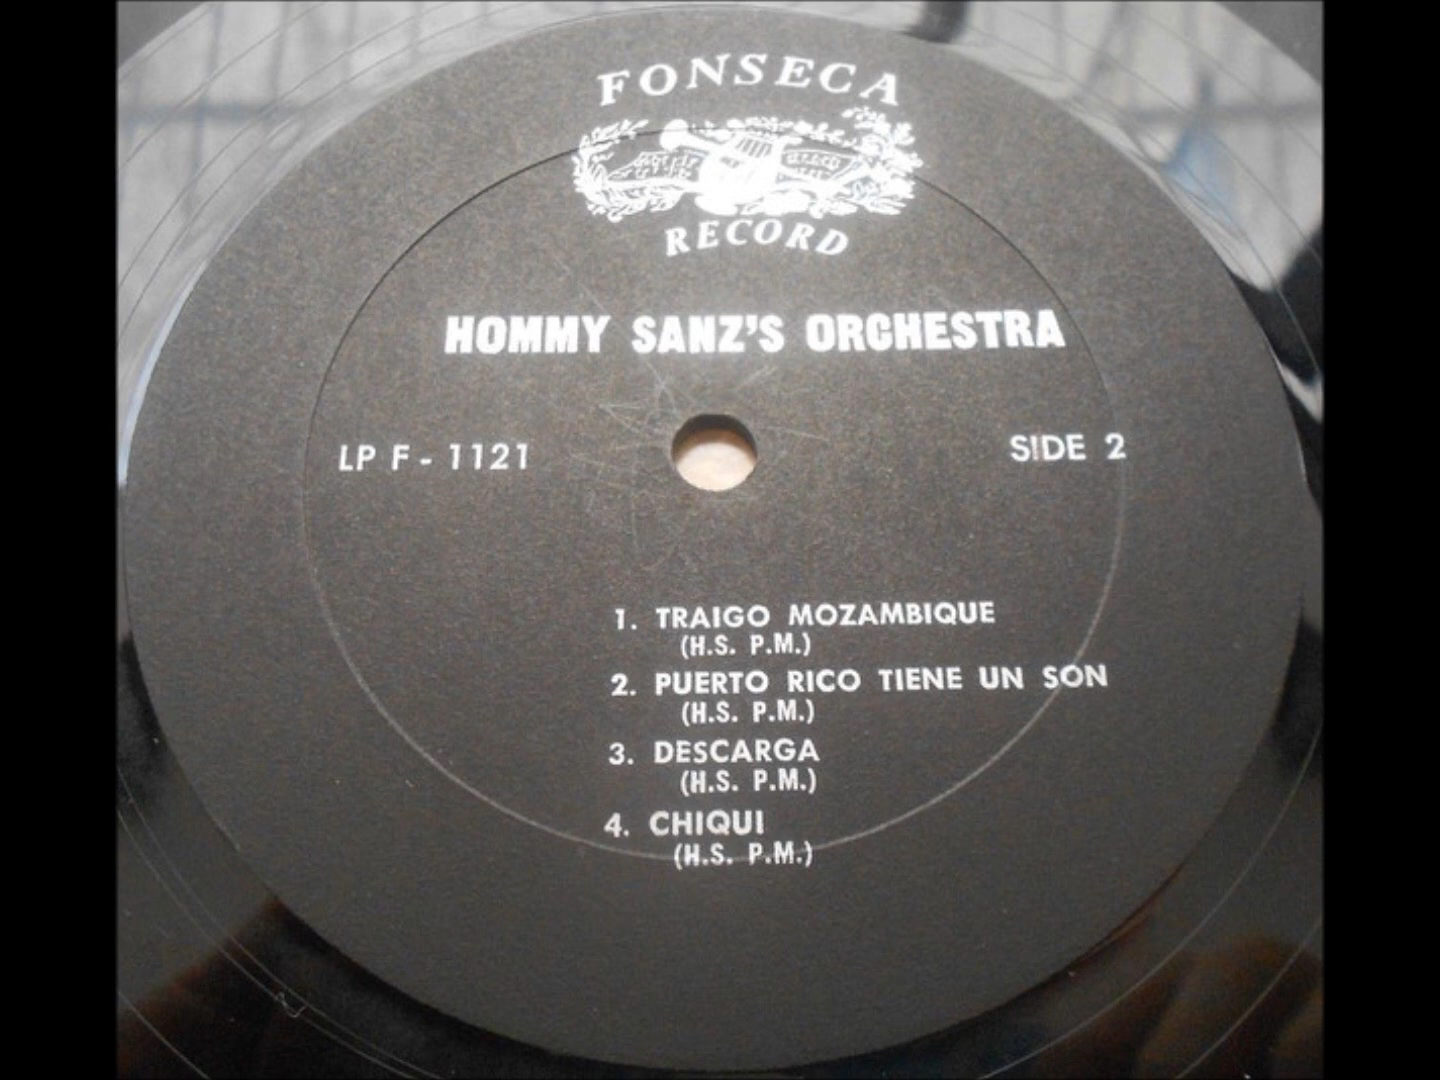 FONSECA
RECORD
HOMMY SANZ'S ORCHESTRA
LP F - 1121
SIDE 2
1. TRAIGO MOZAMBIQUE
(H.S. P.M.)
2. PUERTO RICO TIENE UN SON
(H.S. P.M.)
3. DESCARGA
(H.S. P.M.)
4. CHIQUI
(H.S. P.M.)